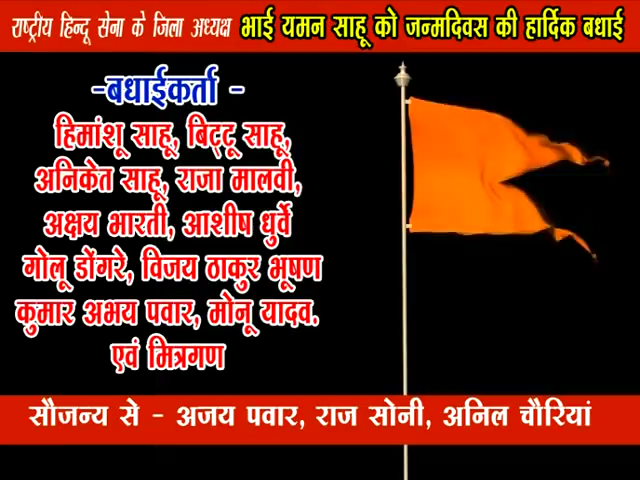 राष्ट्रीय हिन्दू सेना के जिला अध्यक्ष भाई यमन साहू को जन्मदिवस की हार्दिक बधाई
-बधाईकर्ता -
हिमांशू साहू, बिट्टू साहू,
अनिकेत साहू, राजा मालवी,
अक्षय भारती, आशीष धुर्वे
गोलू डोंगरे, विजय ठाकुर भूषण
कुमार अभय पवार, मोनू यादव.
एवं मित्रगण
सौजन्य से - अजय पवार, राज सोनी, अनिल चौरियां